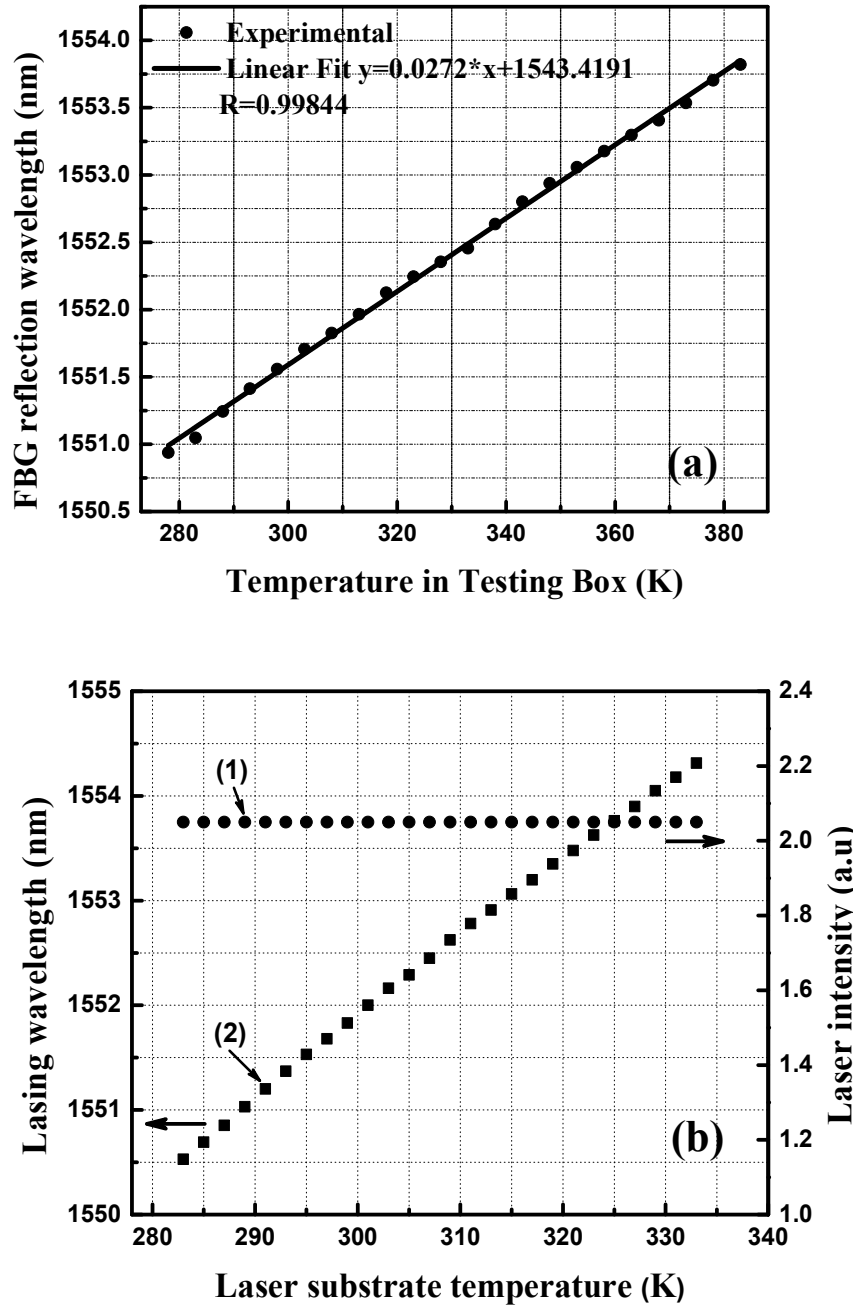 1554.0
1553.5
1553.0
1552.5
1552.0
1551.5
1551.0
1550.5
FBG reflection wavelength (nm)
Experimental
Linear Fit y=0.0272*x+1543.4191
R=0.99844
(a)
280 300 320 340 360 380
Temperature in Testing Box (K)
1555
1554
1553
1552
1551
1550
Lasing wavelength (nm)
(1)
(2)
(b)
2.4
2.2
2.0
1.8
1.6
1.4
1.2
1.0
Laser intensity (a.u)
280 290 300 310 320 330 340
Laser substrate temperature (K)